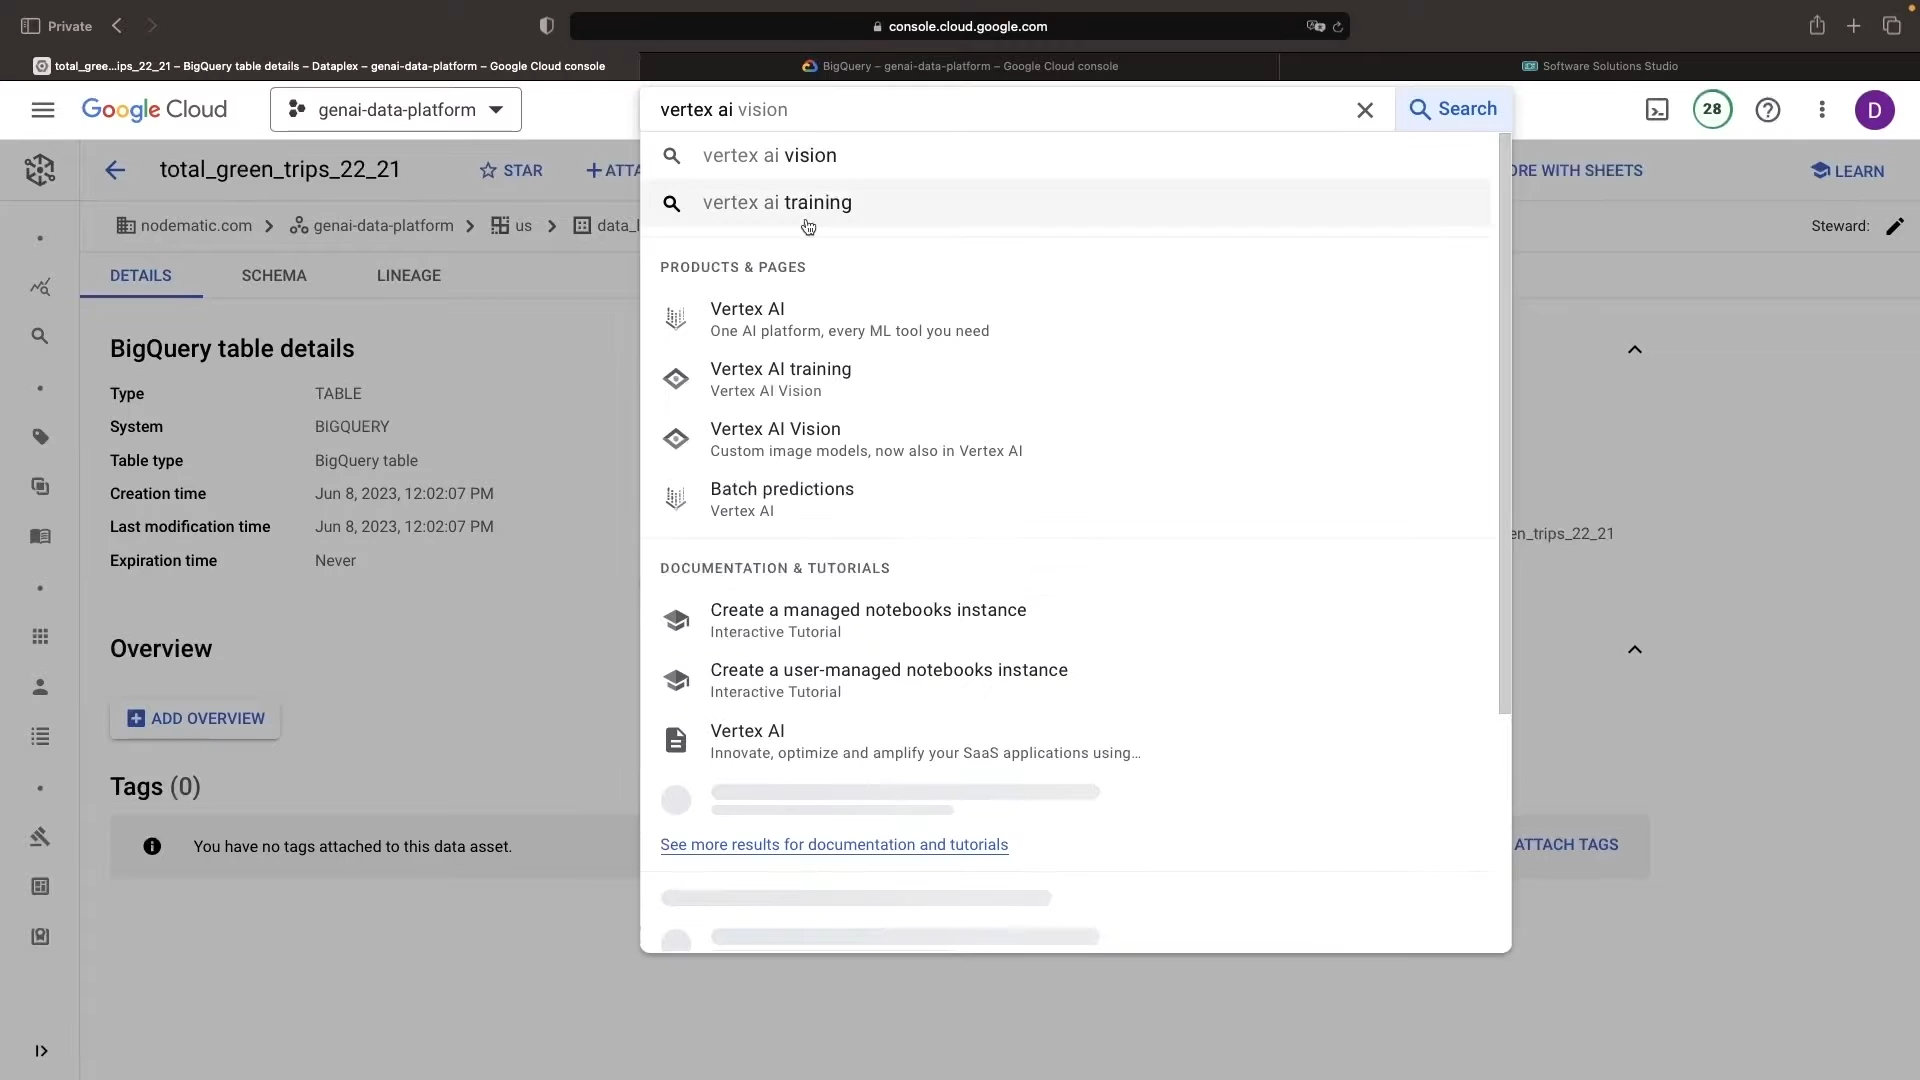 Private
console.cloud.google.com
total_gree...ips_22_21 – BigQuery table details – Dataplex – genai-data-platform – Google Cloud console
BigQuery – genai-data-platform – Google Cloud console
Software Solutions Studio
Google Cloud
genai-data-platform
vertex ai vision
Search
28
D
total_green_trips_22_21
STAR
ATTA
ORE WITH SHEETS
LEARN
vertex ai vision
vertex ai training
nodematic.com
genai-data-platform
us
data_l
Steward:
DETAILS
SCHEMA
LINEAGE
PRODUCTS & PAGES
Vertex AI
One AI platform, every ML tool you need
Vertex AI training
Vertex AI Vision
Vertex AI Vision
Custom image models, now also in Vertex AI
Batch predictions
Vertex AI
BigQuery table details
Type TABLE
System BIGQUERY
Table type BigQuery table
Creation time Jun 8, 2023, 12:02:07 PM
Last modification time Jun 8, 2023, 12:02:07 PM
Expiration time Never
en_trips_22_21
DOCUMENTATION & TUTORIALS
Create a managed notebooks instance
Interactive Tutorial
Create a user-managed notebooks instance
Interactive Tutorial
Vertex AI
Innovate, optimize and amplify your SaaS applications using...
See more results for documentation and tutorials
Overview
ADD OVERVIEW
Tags (0)
You have no tags attached to this data asset.
ATTACH TAGS